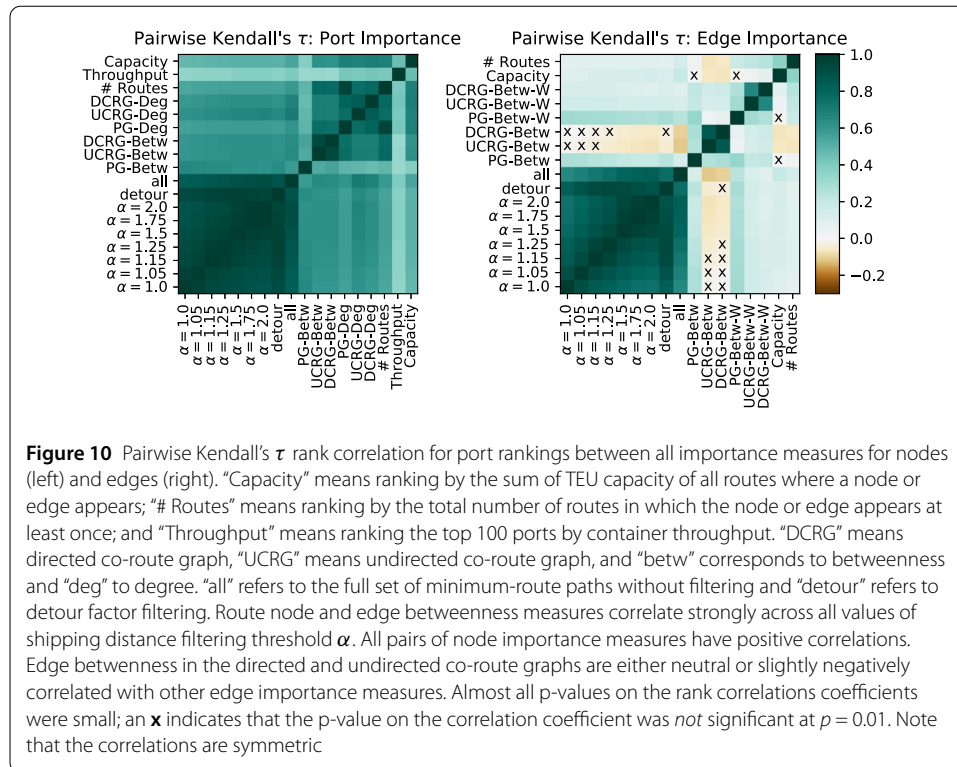 Pairwise Kendall's τ: Port Importance
Pairwise Kendall's τ: Edge Importance
Capacity
Throughput
# Routes
DCRG-Deg
UCRG-Deg
PG-Deg
DCRG-Betw
UCRG-Betw
PG-Betw
all
detour
α = 2.0
α = 1.75
α = 1.5
α = 1.25
α = 1.15
α = 1.05
α = 1.0
α = 1.0
α = 1.05
α = 1.15
α = 1.25
α = 1.5
α = 1.75
α = 2.0
detour
all
PG-Betw
UCRG-Betw
DCRG-Betw
PG-Deg
UCRG-Deg
DCRG-Deg
# Routes
Throughput
Capacity
# Routes
Capacity x x
DCRG-Betw-W
UCRG-Betw-W
PG-Betw-W x
DCRG-Betw x x x x x
UCRG-Betw x x x
PG-Betw x
all
detour x
α = 2.0
α = 1.75
α = 1.5
α = 1.25 x
α = 1.15 x x
α = 1.05 x x
α = 1.0 x x
α = 1.0
α = 1.05
α = 1.15
α = 1.25
α = 1.5
α = 1.75
α = 2.0
detour
all
PG-Betw
UCRG-Betw
DCRG-Betw
PG-Betw-W
UCRG-Betw-W
DCRG-Betw-W
Capacity
# Routes
1.0
0.8
0.6
0.4
0.2
0.0
−0.2
Figure 10 Pairwise Kendall's τ rank correlation for port rankings between all importance measures for nodes
(left) and edges (right). "Capacity" means ranking by the sum of TEU capacity of all routes where a node or
edge appears; "# Routes" means ranking by the total number of routes in which the node or edge appears at
least once; and "Throughput" means ranking the top 100 ports by container throughput. "DCRG" means
directed co-route graph, "UCRG" means undirected co-route graph, and "betw" corresponds to betweenness
and "deg" to degree. "all" refers to the full set of minimum-route paths without filtering and "detour" refers to
detour factor filtering. Route node and edge betweenness measures correlate strongly across all values of
shipping distance filtering threshold α. All pairs of node importance measures have positive correlations.
Edge betwenness in the directed and undirected co-route graphs are either neutral or slightly negatively
correlated with other edge importance measures. Almost all p-values on the rank correlations coefficients
were small; an x indicates that the p-value on the correlation coefficient was not significant at p = 0.01. Note
that the correlations are symmetric